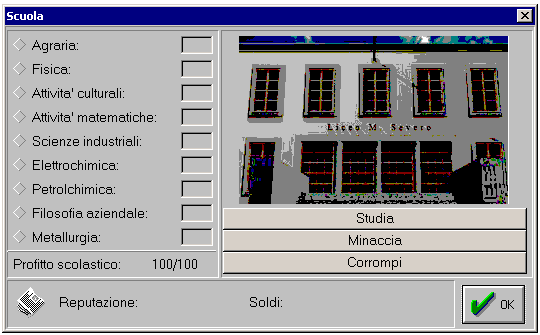 Scuola
Agraria:
Fisica:
Attivita' culturali:
Attivita' matematiche:
Scienze industriali:
Elettrochimica:
Petrolchimica:
Filosofia aziendale:
Metallurgia:
Profitto scolastico: 100/100
Liceo M. Severo
Studia
Minaccia
Corrompi
Reputazione: Soldi:
OK